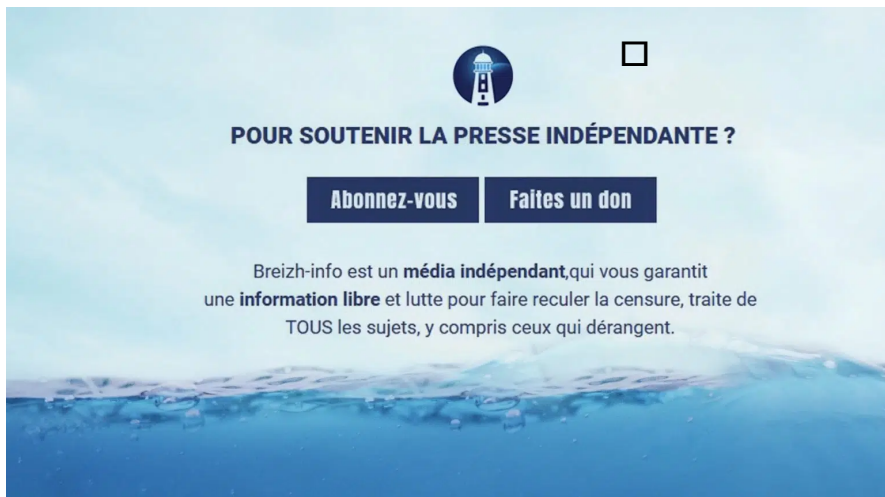 POUR SOUTENIR LA PRESSE INDÉPENDANTE ?
Abonnez-vous Faites un don
Breizh-info est un média indépendant,qui vous garantit
une information libre et lutte pour faire reculer la censure, traite de
TOUS les sujets, y compris ceux qui dérangent.